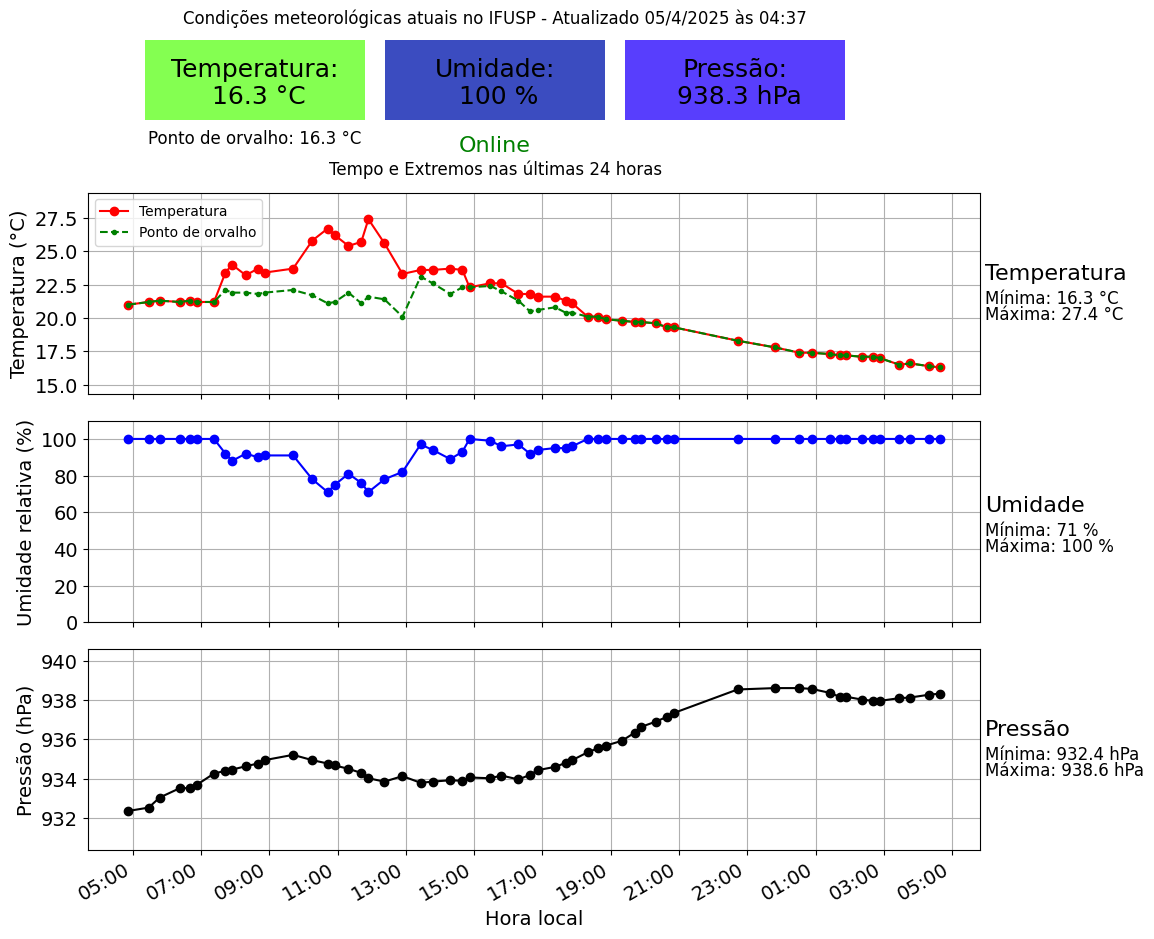 Condições meteorológicas atuais no IFUSP - Atualizado 05/4/2025 às 04:37
Temperatura:
16.3 °C
Umidade:
100 %
Pressão:
938.3 hPa
Ponto de orvalho: 16.3 °C
Online
Tempo e Extremos nas últimas 24 horas
Temperatura (°C)
27.5
25.0
22.5
20.0
17.5
15.0
Temperatura
Ponto de orvalho
Temperatura
Mínima: 16.3 °C
Máxima: 27.4 °C
Umidade relativa (%)
100
80
60
40
20
0
Umidade
Mínima: 71 %
Máxima: 100 %
Pressão (hPa)
940
938
936
934
932
Pressão
Mínima: 932.4 hPa
Máxima: 938.6 hPa
05:00 07:00 09:00 11:00 13:00 15:00 17:00 19:00 21:00 23:00 01:00 03:00 05:00
Hora local